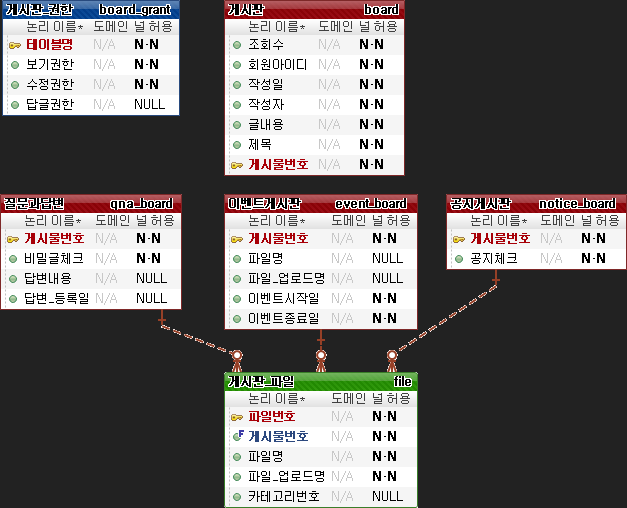 게시판_권한 board_grant
논리 이름* 도메인 널 허용
테이블명 N/A N-N
보기권한 N/A N-N
수정권한 N/A N-N
답글권한 N/A NULL
게시판 board
논리 이름* 도메인 널 허용
조회수 N/A N-N
회원아이디 N/A N-N
작성일 N/A N-N
작성자 N/A N-N
글내용 N/A N-N
제목 N/A N-N
게시물번호 N/A N-N
질문과답변 qna_board
논리 이름* 도메인 널 허용
게시물번호 N/A N-N
비밀글체크 N/A N-N
답변내용 N/A NULL
답변_등록일 N/A NULL
이벤트게시판 event_board
논리 이름* 도메인 널 허용
게시물번호 N/A N-N
파일명 N/A NULL
파일_업로드명 N/A NULL
이벤트시작일 N/A N-N
이벤트종료일 N/A N-N
공지게시판 notice_board
논리 이름* 도메인 널 허용
게시물번호 N/A N-N
공지체크 N/A N-N
게시판_파일 file
논리 이름* 도메인 널 허용
파일번호 N/A N-N
F 게시물번호 N/A N-N
파일명 N/A N-N
파일_업로드명 N/A N-N
카테고리번호 N/A NULL